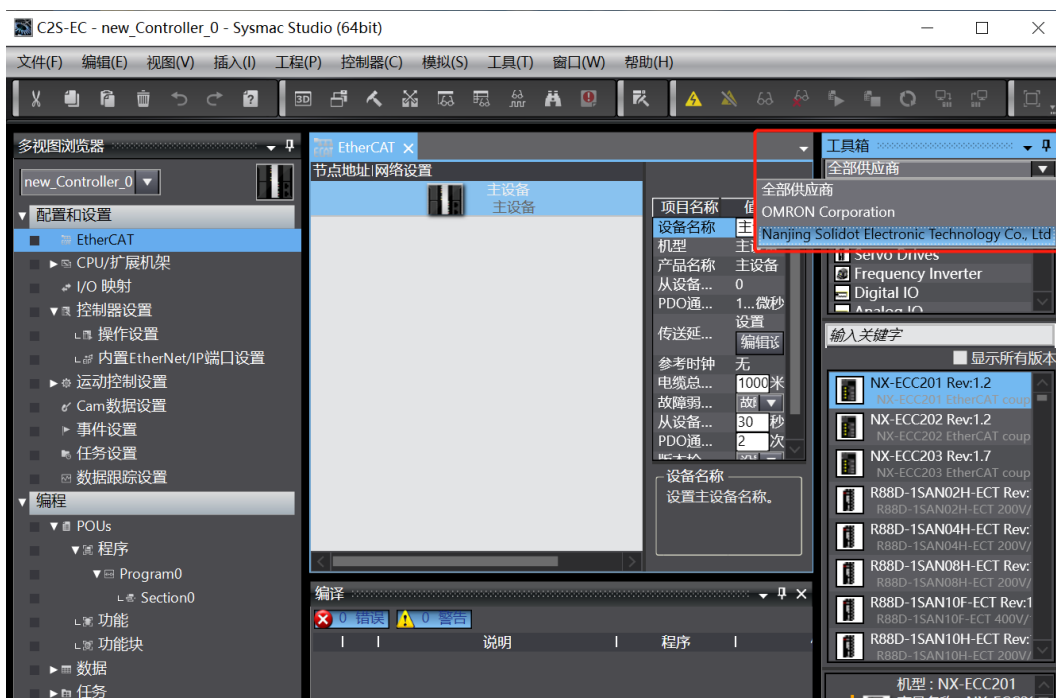 C2S-EC - new_Controller_0 - Sysmac Studio (64bit)
文件(F) 编辑(E) 视图(V) 插入(I) 工程(P) 控制器(C) 模拟(S) 工具(T) 窗口(W) 帮助(H)
多视图浏览器
new_Controller_0
配置和设置
EtherCAT
CPU/扩展机架
I/O 映射
控制器设置
操作设置
内置EtherNet/IP端口设置
运动控制设置
Cam数据设置
事件设置
任务设置
数据跟踪设置
编程
POUs
程序
Program0
Section0
功能
功能块
数据
任务
EtherCAT
节点地址|网络设置
主设备
主设备
项目名称 值
设备名称 主
机型 主设备
产品名称 主设备
从设备... 0
PDO通... 1...微秒
传送延... 设置
编辑设
参考时钟 无
电缆总... 1000 米
故障弱... 故
从设备... 30 秒
PDO通... 2 次
设备名称
设置主设备名称。
编译
0 错误 0 警告
说明 程序
工具箱
全部供应商
全部供应商
OMRON Corporation
Nanjing Solidot Electronic Technology Co., Ltd
Servo Drives
Frequency Inverter
Digital IO
Analog IO
输入关键字
显示所有版本
NX-ECC201 Rev:1.2
NX-ECC201 EtherCAT coup
NX-ECC202 Rev:1.2
NX-ECC202 EtherCAT coup
NX-ECC203 Rev:1.7
NX-ECC203 EtherCAT coup
R88D-1SAN02H-ECT Rev:
R88D-1SAN02H-ECT 200V/
R88D-1SAN04H-ECT Rev:
R88D-1SAN04H-ECT 200V/
R88D-1SAN08H-ECT Rev:
R88D-1SAN08H-ECT 200V/
R88D-1SAN10F-ECT Rev:1
R88D-1SAN10F-ECT 400V/
R88D-1SAN10H-ECT Rev:
R88D-1SAN10H-ECT 200V/
机型 : NX-ECC201